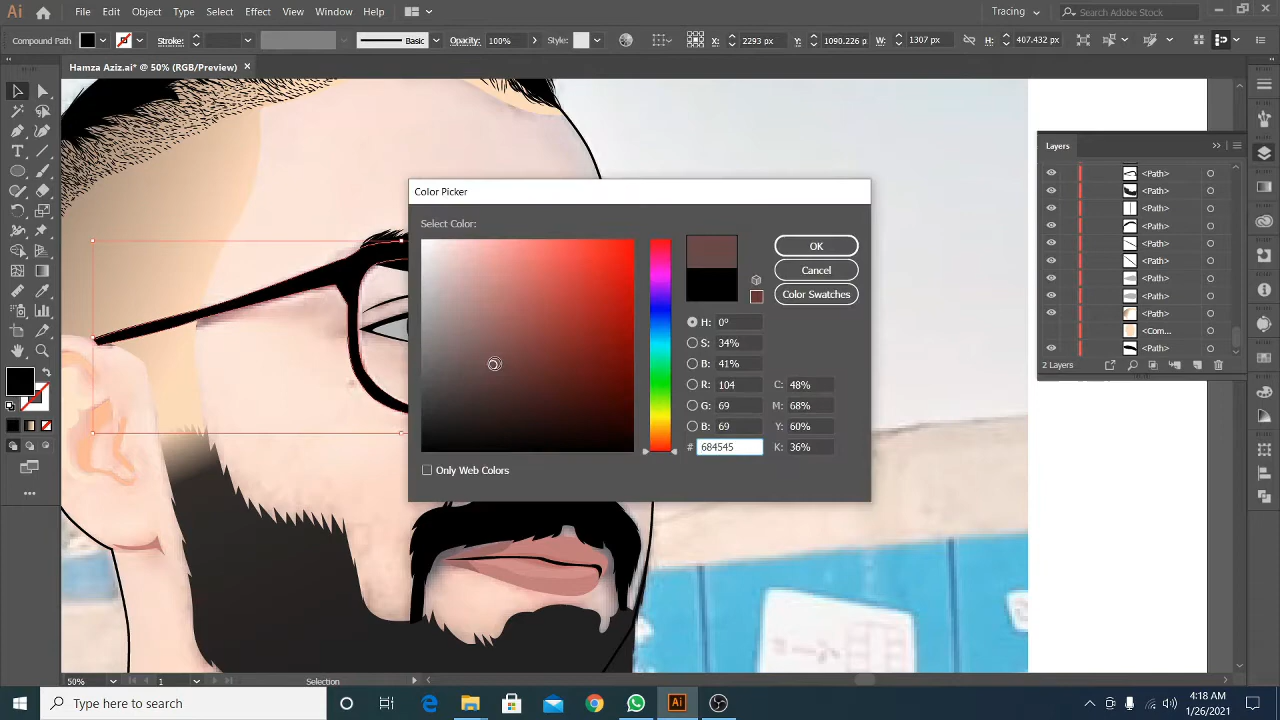 Ai File Edit Object Type Select Effect View Window Help Tracing Search Adobe Stock
Compound Path Stroke: Basic Opacity: 100% Style: X: 2293 px Y: 1090.226 p W: 1307 px H: 407.432 px
Hamza Aziz.ai* @ 50% (RGB/Preview) ×
Layers
<Path>
<Path>
<Path>
<Path>
<Path>
<Path>
<Path>
<Path>
<Path>
<Com...
<Path>
2 Layers
Color Picker
Select Color:
OK
Cancel
Color Swatches
H: 0°
S: 34%
B: 41%
R: 104 C: 48%
G: 69 M: 68%
B: 69 Y: 60%
# 684545 K: 36%
Only Web Colors
50% 1 Selection
Type here to search
Ai
4:18 AM
1/26/2021